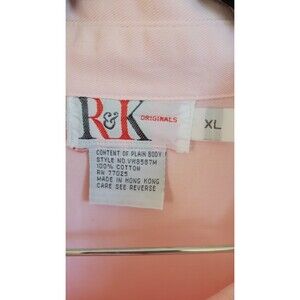 R&K ORIGINALS
XL
CONTENT OF PLAIN BODY
STYLE NO.VW8587M
100% COTTON
RN 77025
MADE IN HONG KONG
CARE SEE REVERSE